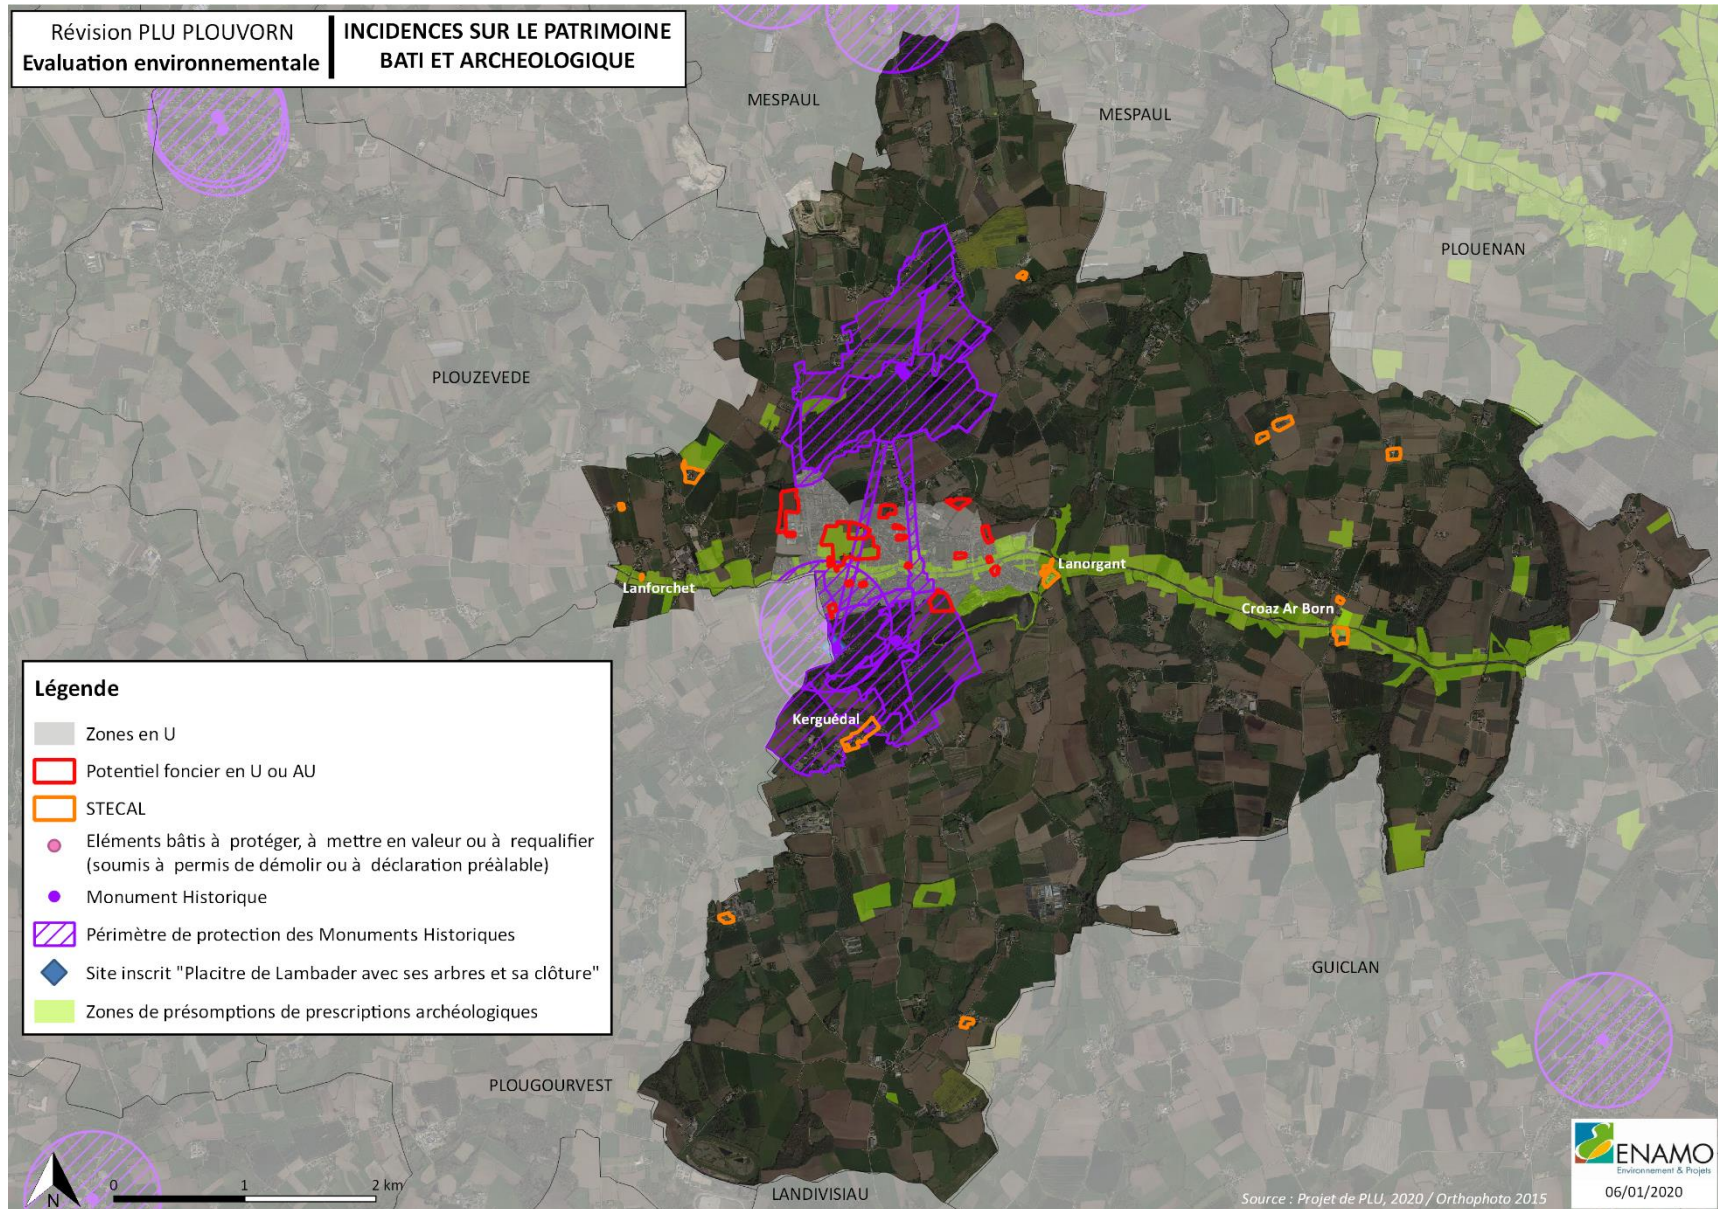 Révision PLU PLOUVORN
Evaluation environnementale
INCIDENCES SUR LE PATRIMOINE
BATI ET ARCHEOLOGIQUE
MESPAUL
MESPAUL
PLOUENAN
PLOUZEVEDE
Lanforchet
Lanorgant
Croaz Ar Born
Kerguédal
Légende
Zones en U
Potentiel foncier en U ou AU
STECAL
Eléments bâtis à protéger, à mettre en valeur ou à requalifier
(soumis à permis de démolir ou à déclaration préàlable)
Monument Historique
Périmètre de protection des Monuments Historiques
Site inscrit "Placitre de Lambader avec ses arbres et sa clôture"
Zones de présomptions de prescriptions archéologiques
GUICLAN
PLOUGOURVEST
LANDIVISIAU
N
0 1 2 km
Source : Projet de PLU, 2020 / Orthophoto 2015
ENAMO
Environnement & Projets
06/01/2020